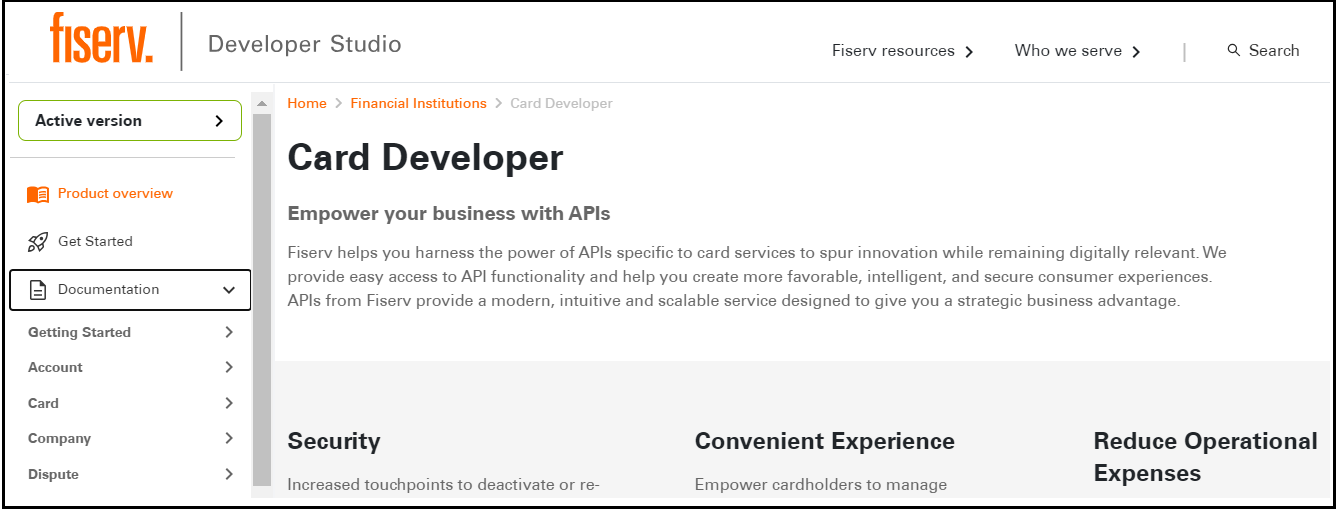 fiserv.
Developer Studio
Fiserv resources
Who we serve
Search
Active version
Product overview
Get Started
Documentation
Getting Started
Account
Card
Company
Dispute
Home > Financial Institutions > Card Developer
Card Developer
Empower your business with APIs
Fiserv helps you harness the power of APIs specific to card services to spur innovation while remaining digitally relevant. We
provide easy access to API functionality and help you create more favorable, intelligent, and secure consumer experiences.
APIs from Fiserv provide a modern, intuitive and scalable service designed to give you a strategic business advantage.
Security
Increased touchpoints to deactivate or re-
Convenient Experience
Empower cardholders to manage
Reduce Operational
Expenses